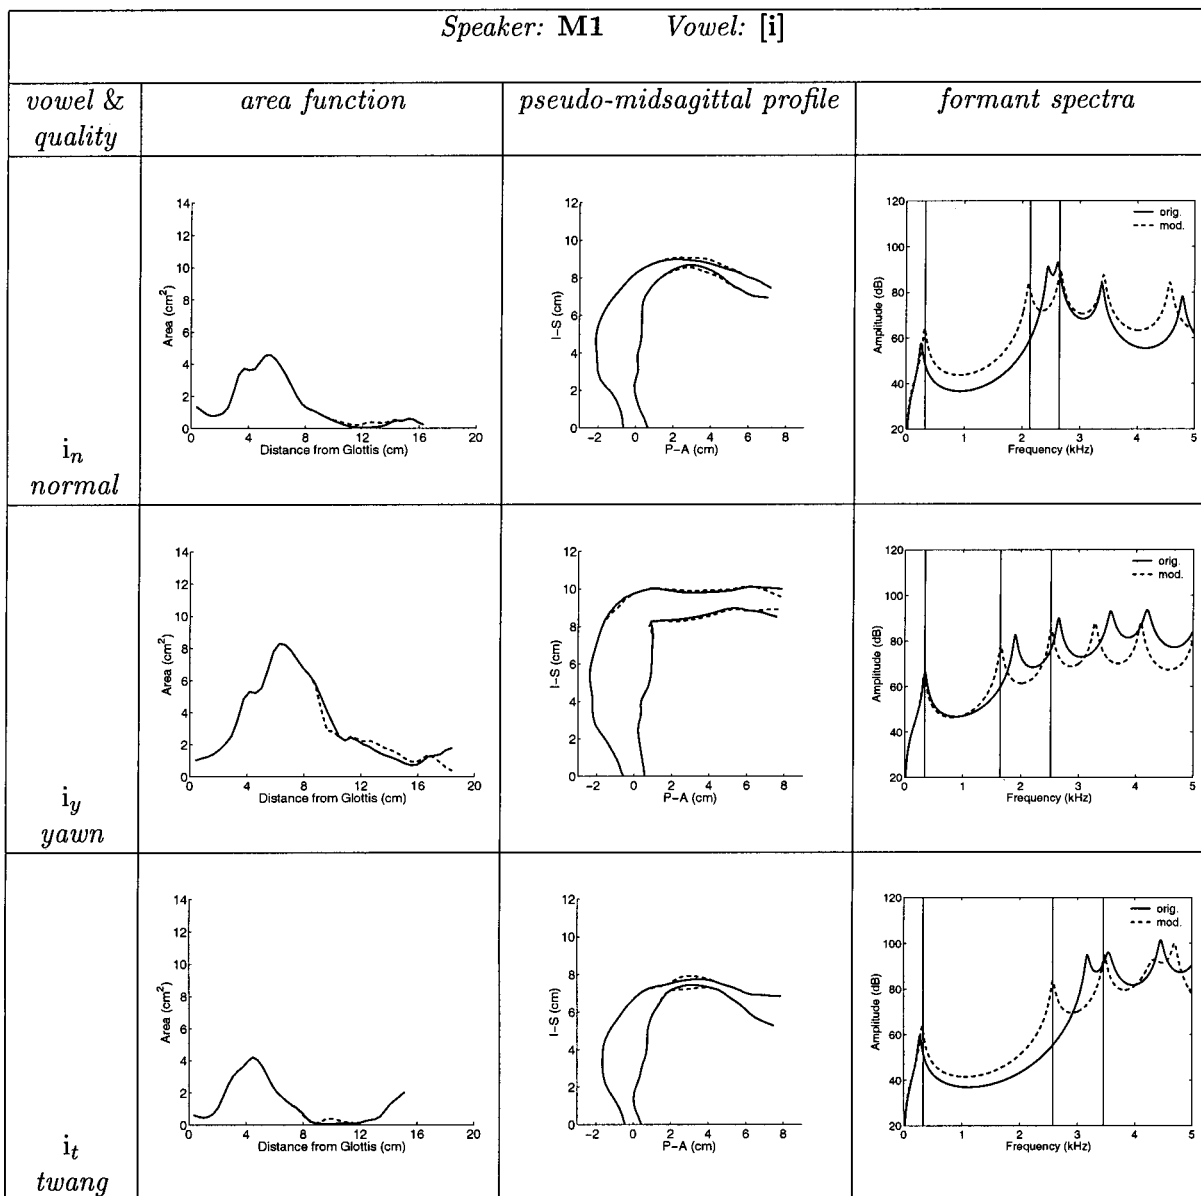 Speaker: M1 Vowel: [i]
vowel & quality
area function
pseudo-midsagittal profile
formant spectra
i_n
normal
14
12
10
8
6
4
2
0
Area (cm²)
0 4 8 12 16 20
Distance from Glottis (cm)
12
10
8
6
4
2
0
I-S (cm)
-2 0 2 4 6 8
P-A (cm)
120
100
80
60
40
20
Amplitude (dB)
orig.
mod.
0 1 2 3 4 5
Frequency (kHz)
i_y
yawn
14
12
10
8
6
4
2
0
Area (cm²)
0 4 8 12 16 20
Distance from Glottis (cm)
12
10
8
6
4
2
0
I-S (cm)
-2 0 2 4 6 8
P-A (cm)
120
100
80
60
40
20
Amplitude (dB)
orig.
mod.
0 1 2 3 4 5
Frequency (kHz)
i_t
twang
14
12
10
8
6
4
2
0
Area (cm²)
0 4 8 12 16 20
Distance from Glottis (cm)
12
10
8
6
4
2
0
I-S (cm)
-2 0 2 4 6 8
P-A (cm)
120
100
80
60
40
20
Amplitude (dB)
orig.
mod.
0 1 2 3 4 5
Frequency (kHz)